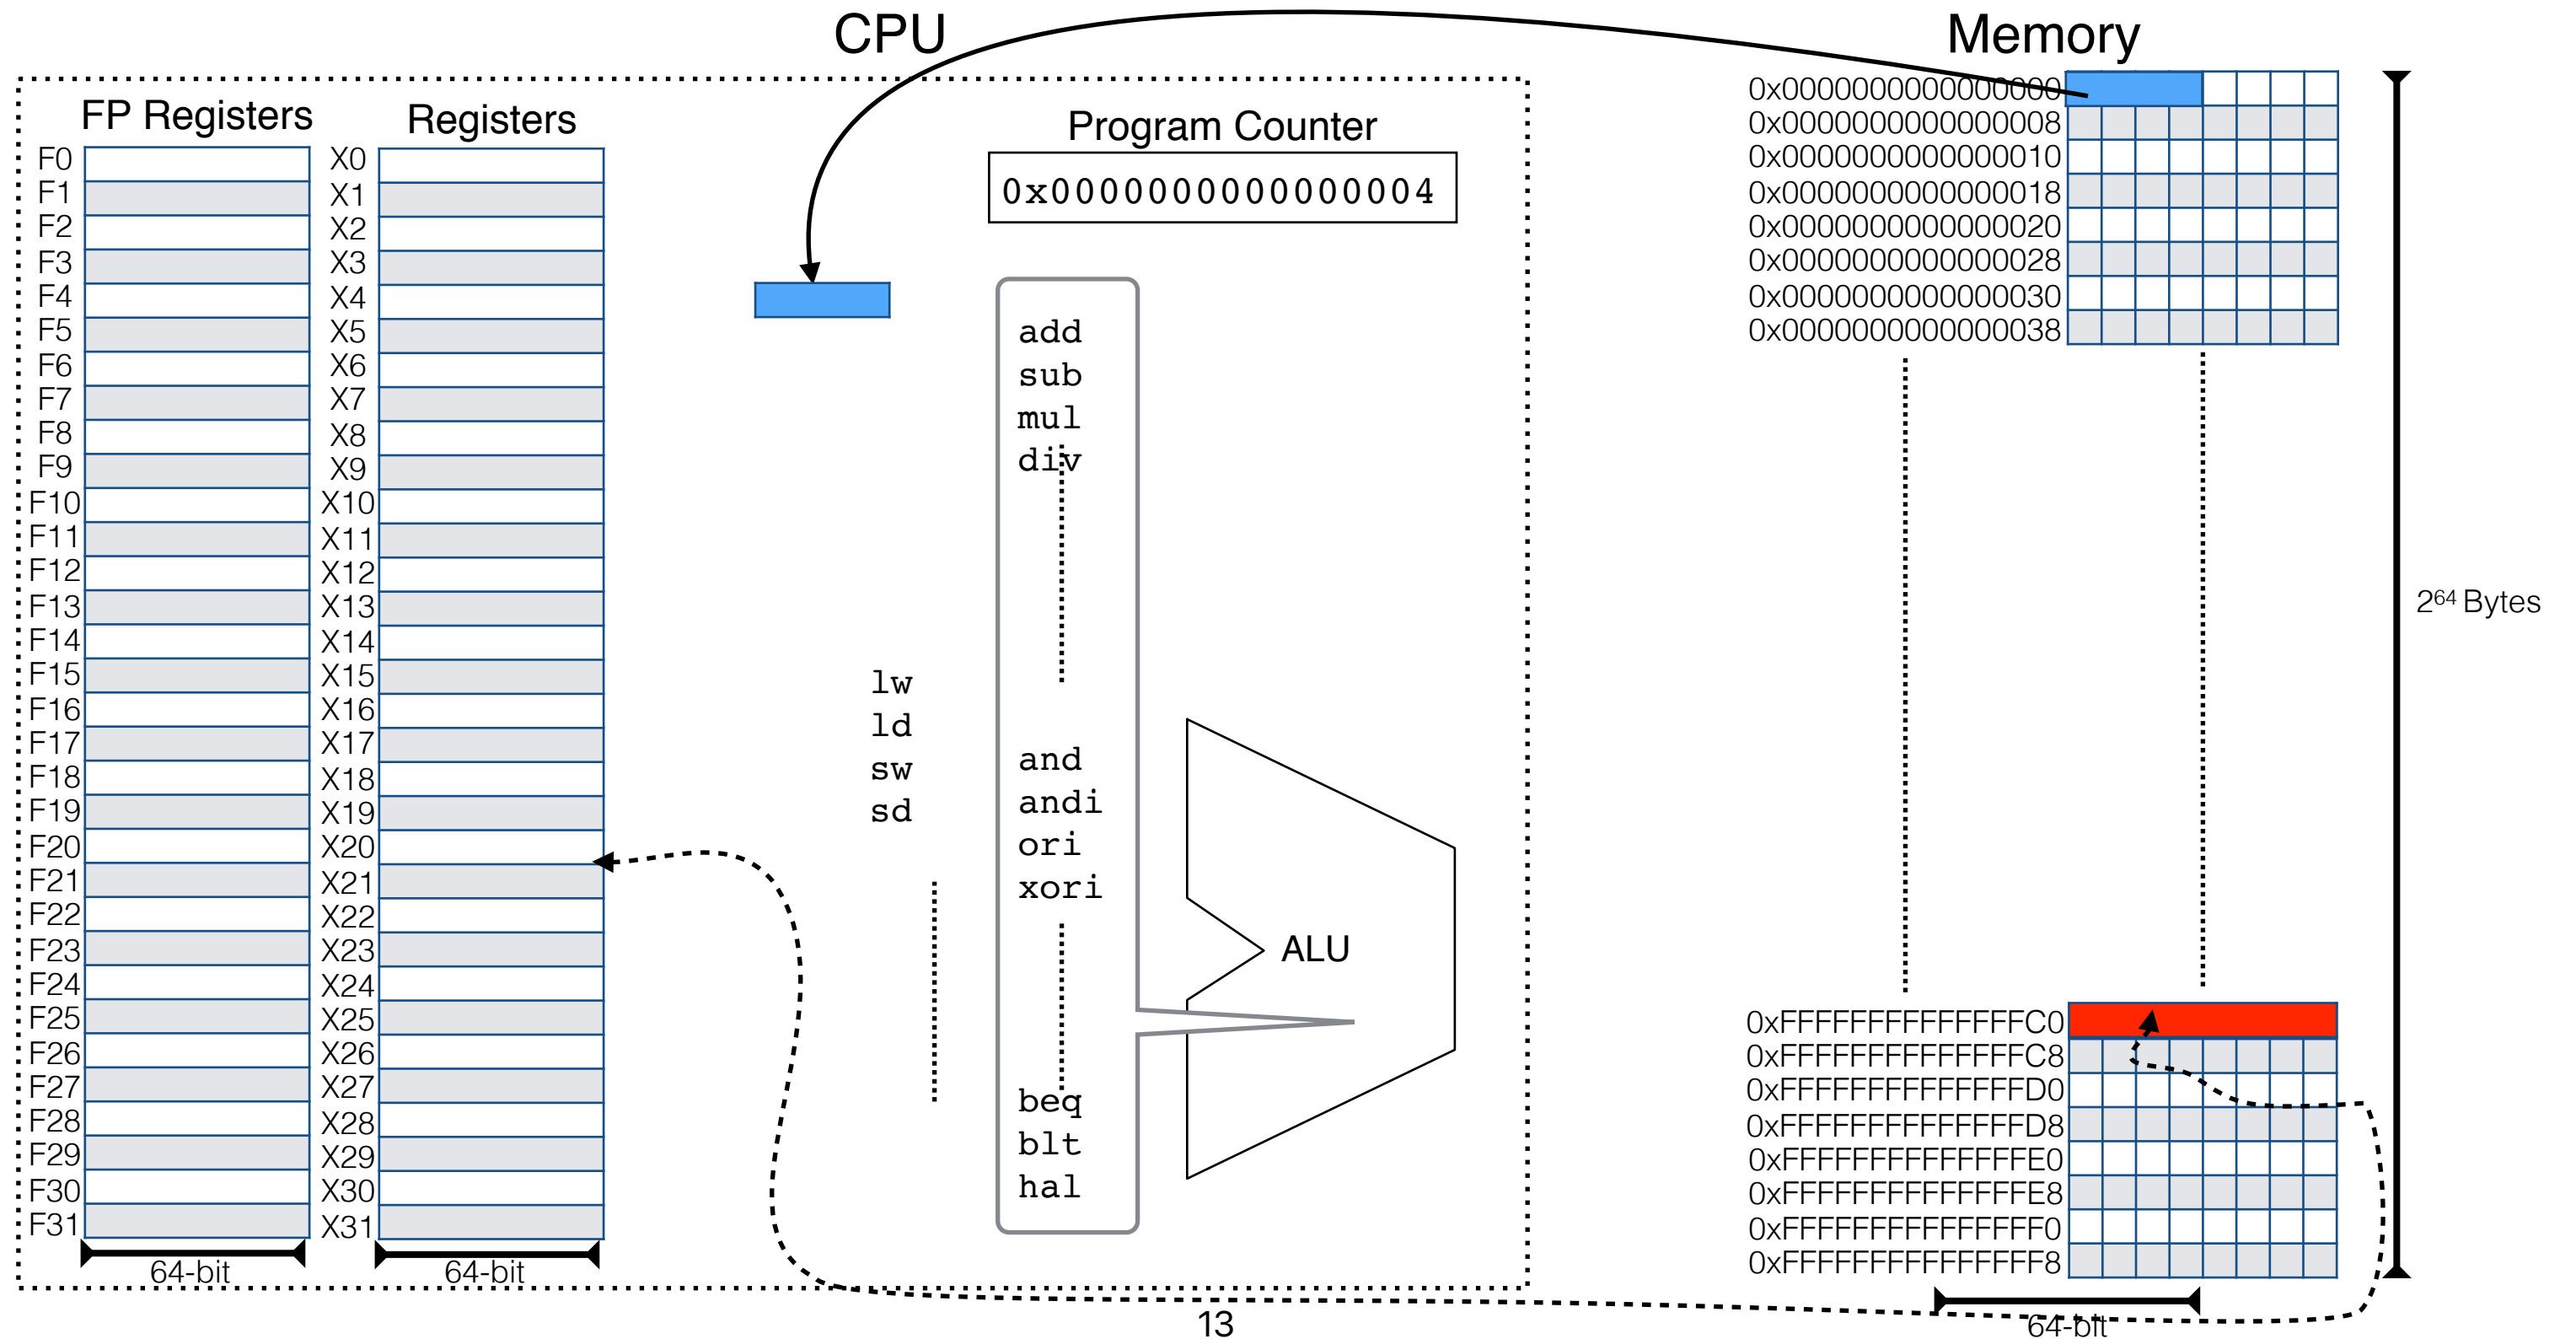 CPU
Memory
FP Registers
Registers
F0
F1
F2
F3
F4
F5
F6
F7
F8
F9
F10
F11
F12
F13
F14
F15
F16
F17
F18
F19
F20
F21
F22
F23
F24
F25
F26
F27
F28
F29
F30
F31
64-bit
X0
X1
X2
X3
X4
X5
X6
X7
X8
X9
X10
X11
X12
X13
X14
X15
X16
X17
X18
X19
X20
X21
X22
X23
X24
X25
X26
X27
X28
X29
X30
X31
64-bit
Program Counter
0x0000000000000004
lw
ld
sw
sd
add
sub
mul
div
and
andi
ori
xori
beq
blt
hal
ALU
0x0000000000000000
0x0000000000000008
0x0000000000000010
0x0000000000000018
0x0000000000000020
0x0000000000000028
0x0000000000000030
0x0000000000000038
2⁶⁴ Bytes
0xFFFFFFFFFFFFFFC0
0xFFFFFFFFFFFFFFC8
0xFFFFFFFFFFFFFFD0
0xFFFFFFFFFFFFFFD8
0xFFFFFFFFFFFFFFE0
0xFFFFFFFFFFFFFFE8
0xFFFFFFFFFFFFFFF0
0xFFFFFFFFFFFFFFF8
64-bit
13